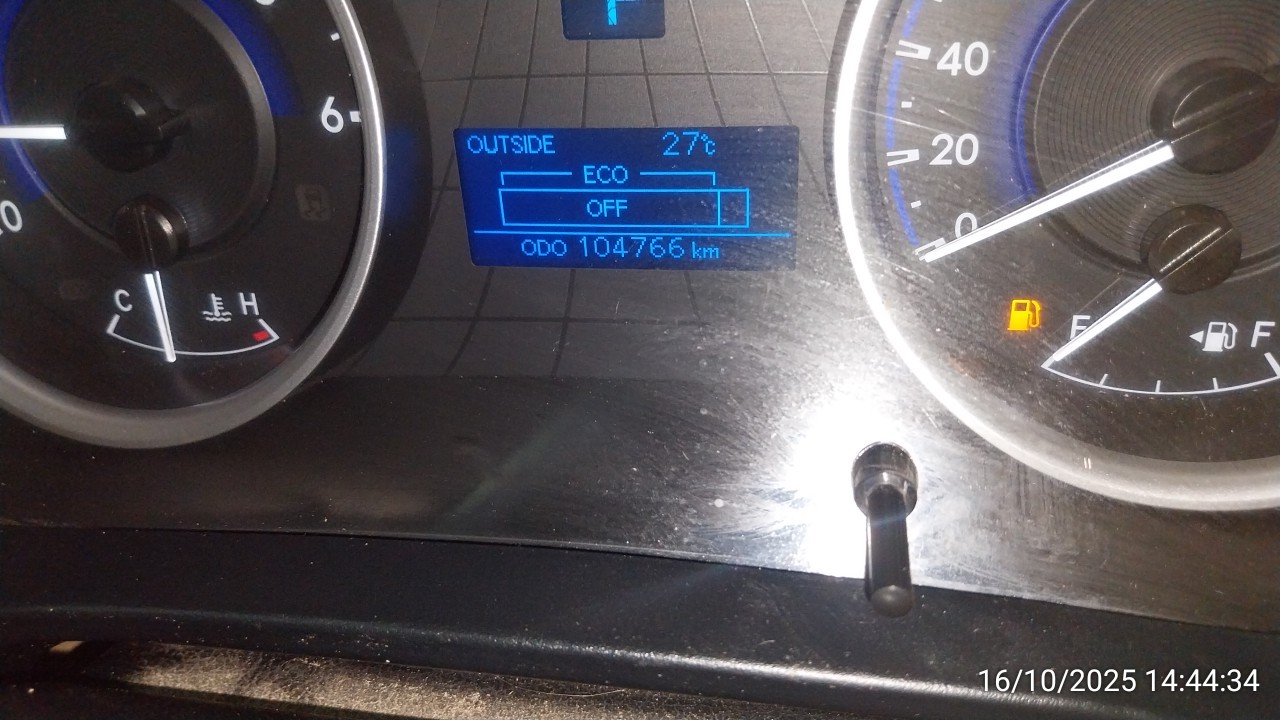 40
6
20
OUTSIDE 27℃
ECO
OFF
ODO 104766 km
0
C H
E F
16/10/2025 14:44:34